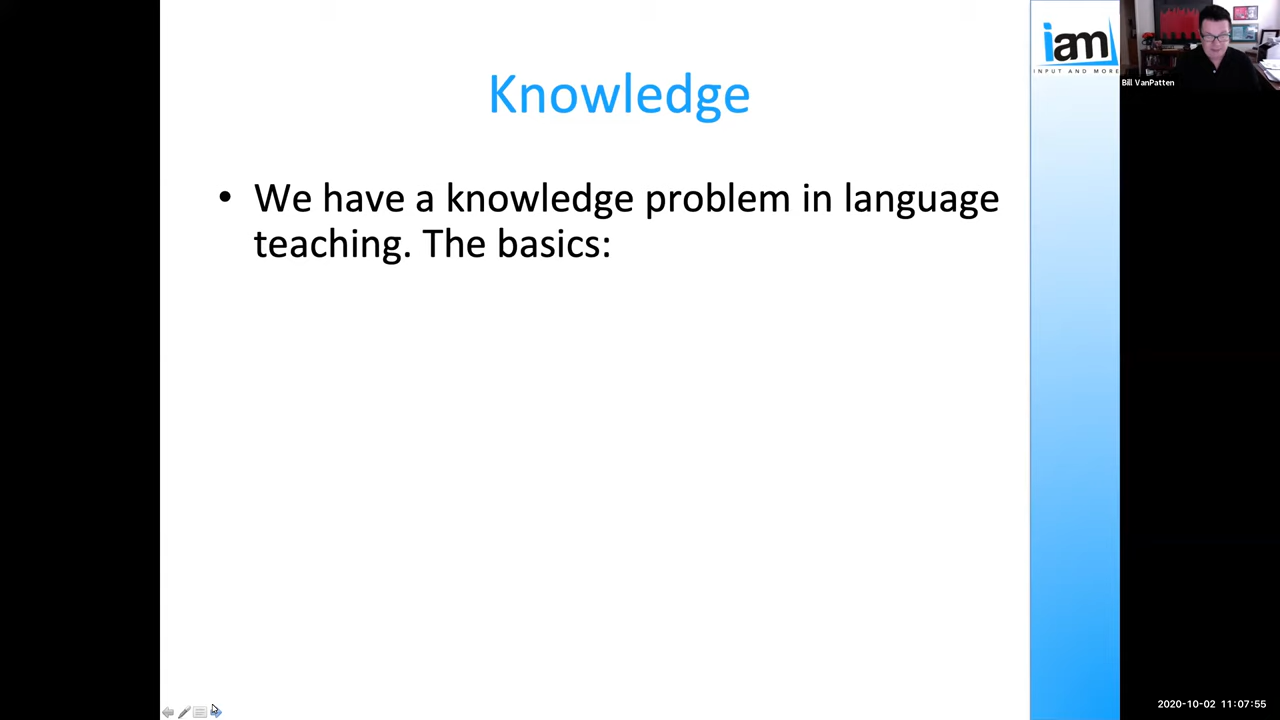 Knowledge
• We have a knowledge problem in language
teaching. The basics:
iam
INPUT AND MORE
Bill VanPatten
2020-10-02 11:07:55